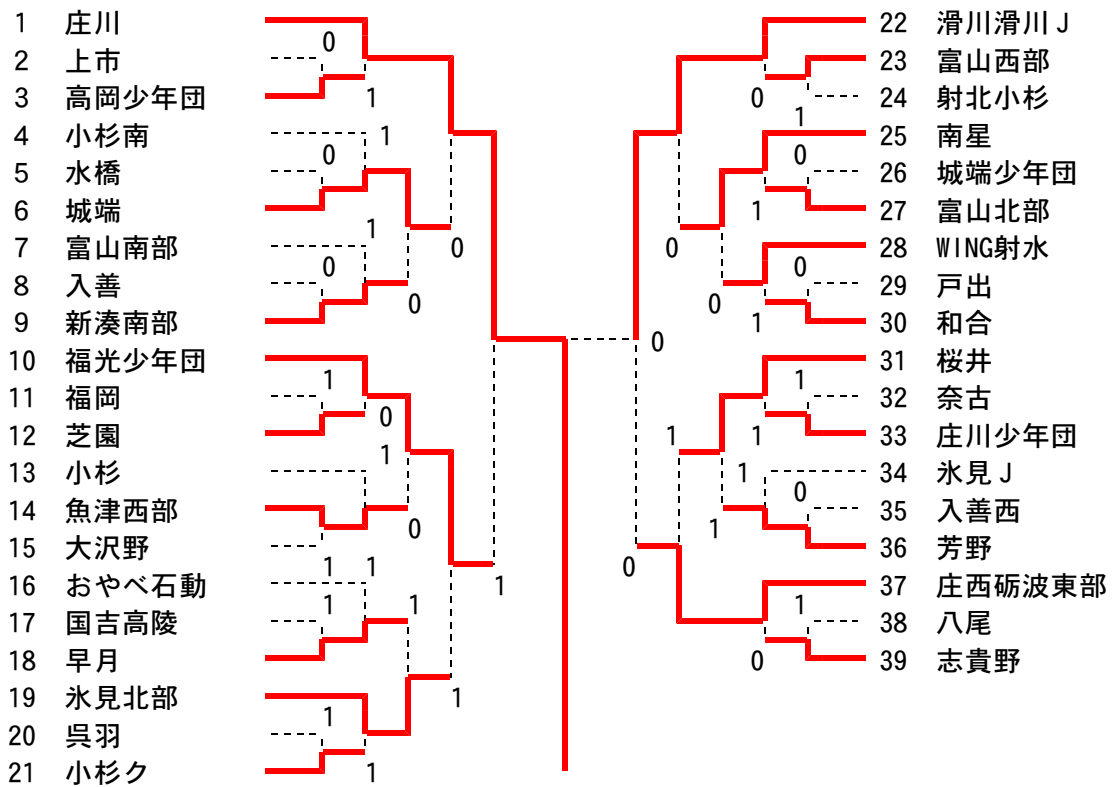 1 庄川
2 上市
3 高岡少年団
4 小杉南
5 水橋
6 城端
7 富山南部
8 入善
9 新湊南部
10 福光少年団
11 福岡
12 芝園
13 小杉
14 魚津西部
15 大沢野
16 おやべ石動
17 国吉高陵
18 早月
19 氷見北部
20 呉羽
21 小杉ク
0
1
1
0
1
0
0
0
1
0
1
0
1
1
1
1
1
1
1
1
0
0
1
0
1
0
0
0
1
0
1
1
1
1
0
1
0
1
0
22 滑川滑川J
23 富山西部
24 射北小杉
25 南星
26 城端少年団
27 富山北部
28 WING射水
29 戸出
30 和合
31 桜井
32 奈古
33 庄川少年団
34 氷見J
35 入善西
36 芳野
37 庄西砺波東部
38 八尾
39 志貴野